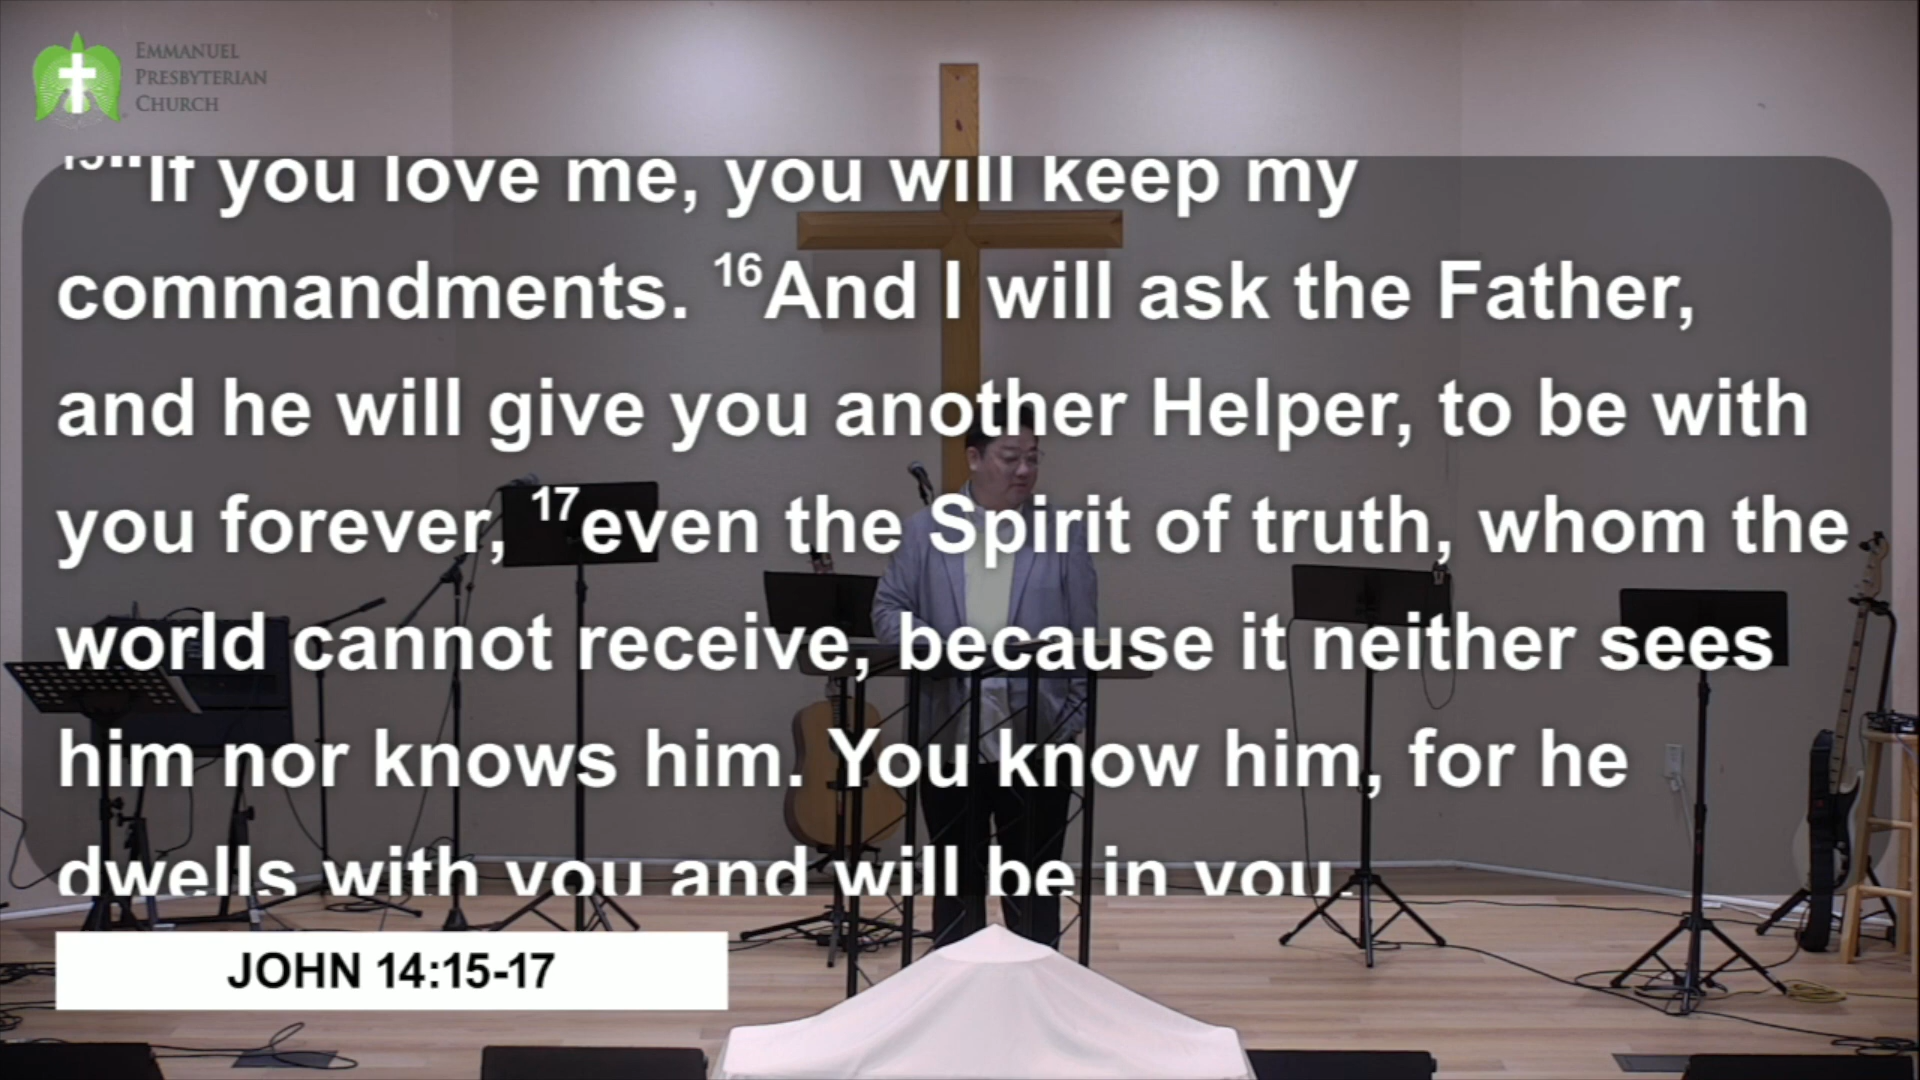 EMMANUEL
PRESBYTERIAN
CHURCH
15"If you love me, you will keep my
commandments. 16And I will ask the Father,
and he will give you another Helper, to be with
you forever, 17even the Spirit of truth, whom the
world cannot receive, because it neither sees
him nor knows him. You know him, for he
dwells with you and will be in you.
JOHN 14:15-17